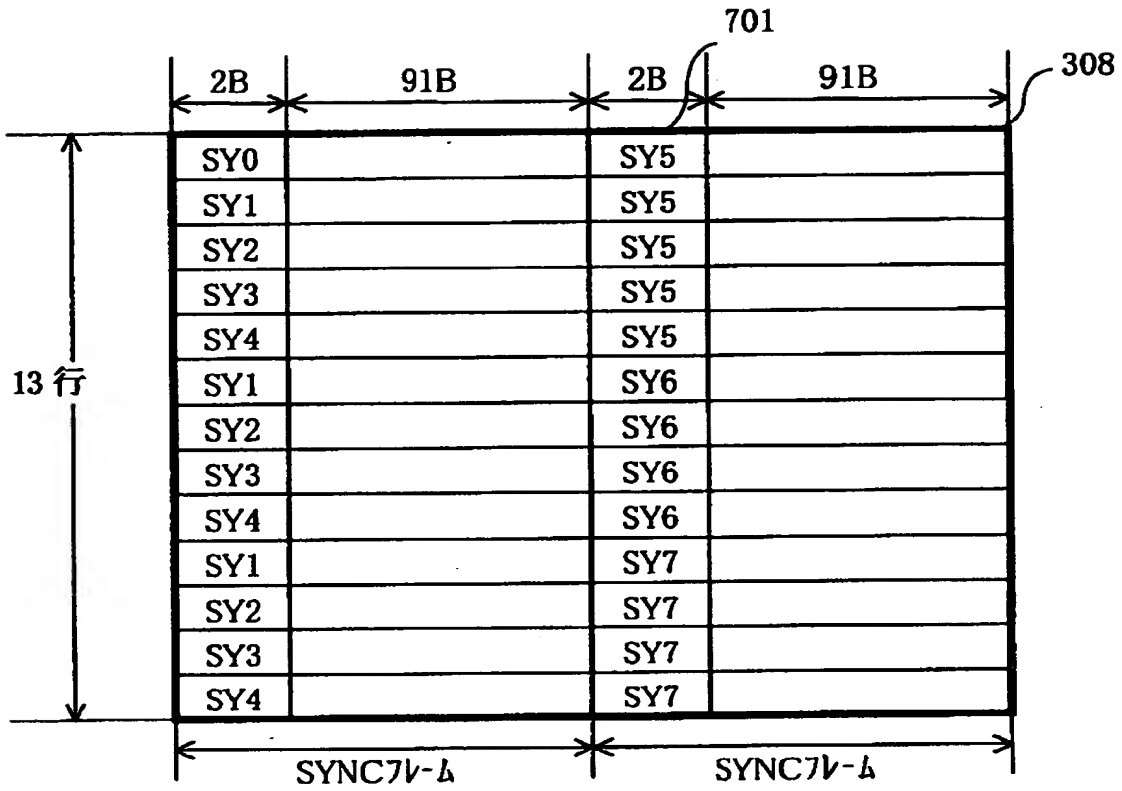 701
308
2B 91B 2B 91B
SY0 SY5
SY1 SY5
SY2 SY5
SY3 SY5
SY4 SY5
13 行
SY1 SY6
SY2 SY6
SY3 SY6
SY4 SY6
SY1 SY7
SY2 SY7
SY3 SY7
SY4 SY7
SYNCフレーム SYNCフレーム